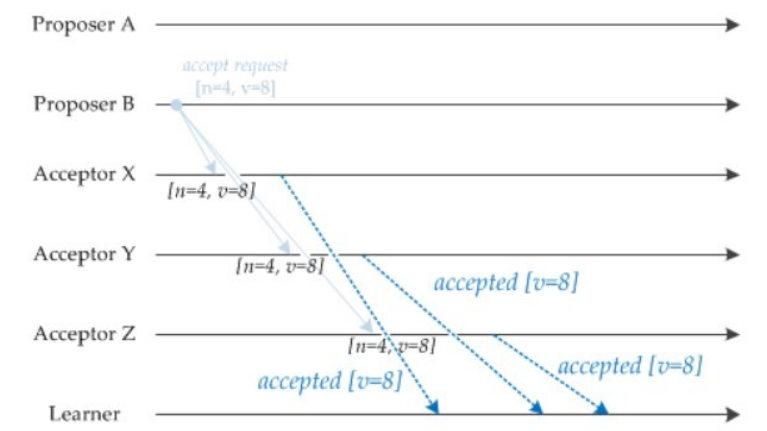 Proposer A
accept request
[n=4, v=8]
Proposer B
Acceptor X
[n=4, v=8]
Acceptor Y
[n=4, v=8]
accepted [v=8]
Acceptor Z
[n=4, v=8]
accepted [v=8]
accepted [v=8]
Learner